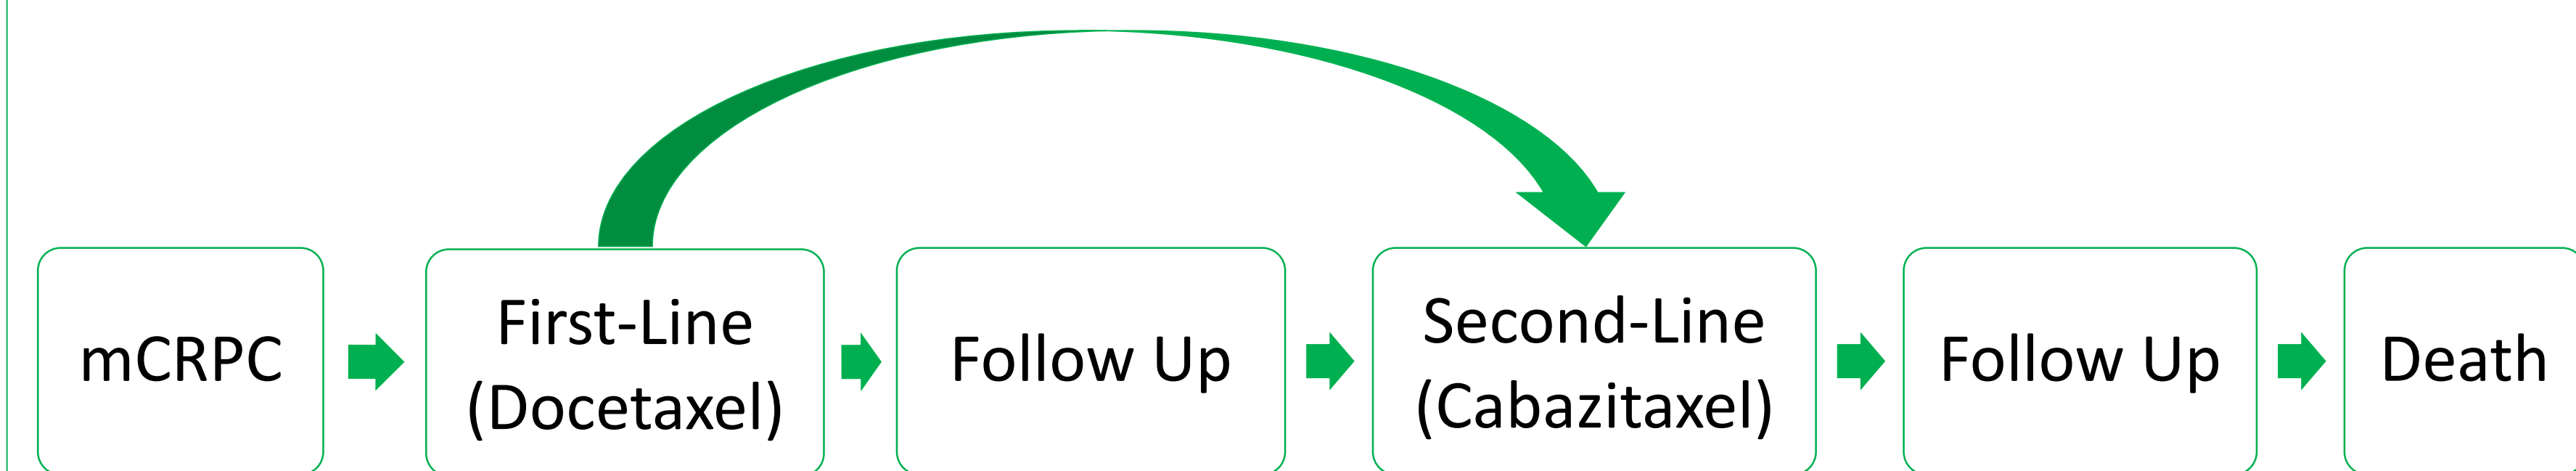 mCRPC
First-Line
(Docetaxel)
Follow Up
Second-Line
(Cabazitaxel)
Follow Up
Death